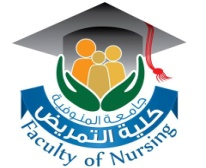 جامعة المنوفية
كلية التمريض
Faculty of Nursing